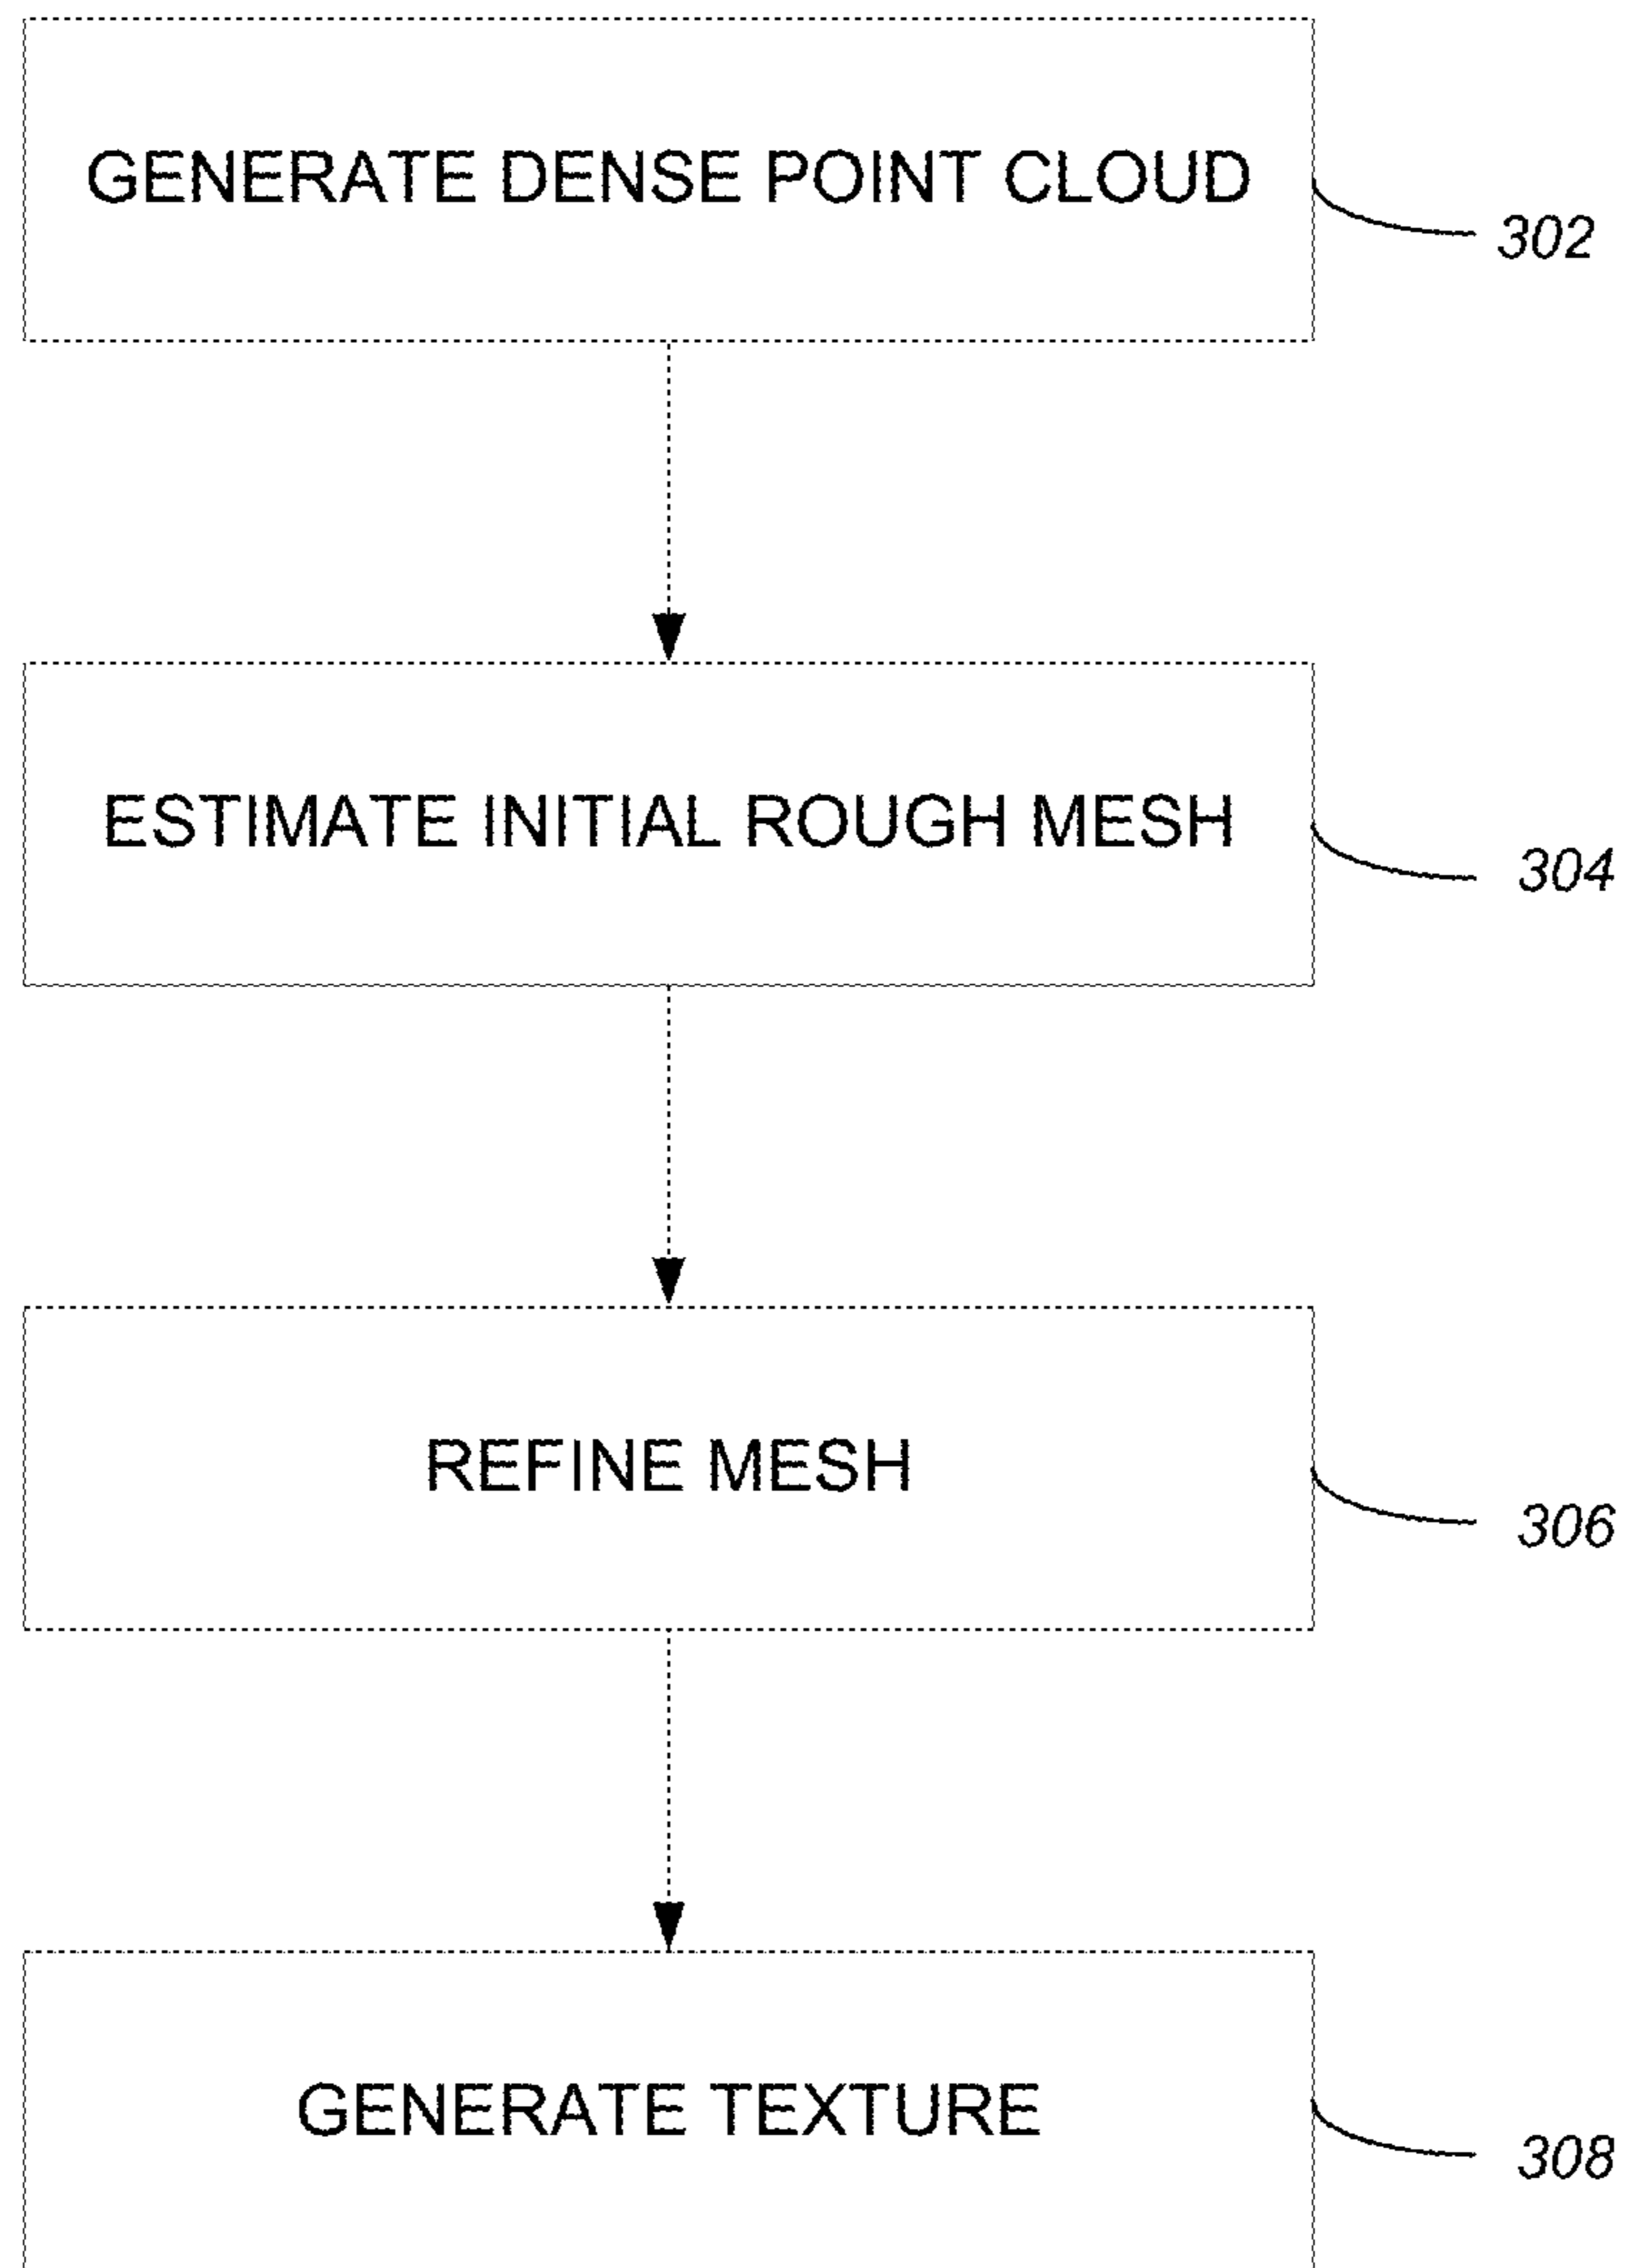 GENERATE DENSE POINT CLOUD
302
ESTIMATE INITIAL ROUGH MESH
304
REFINE MESH
306
GENERATE TEXTURE
308